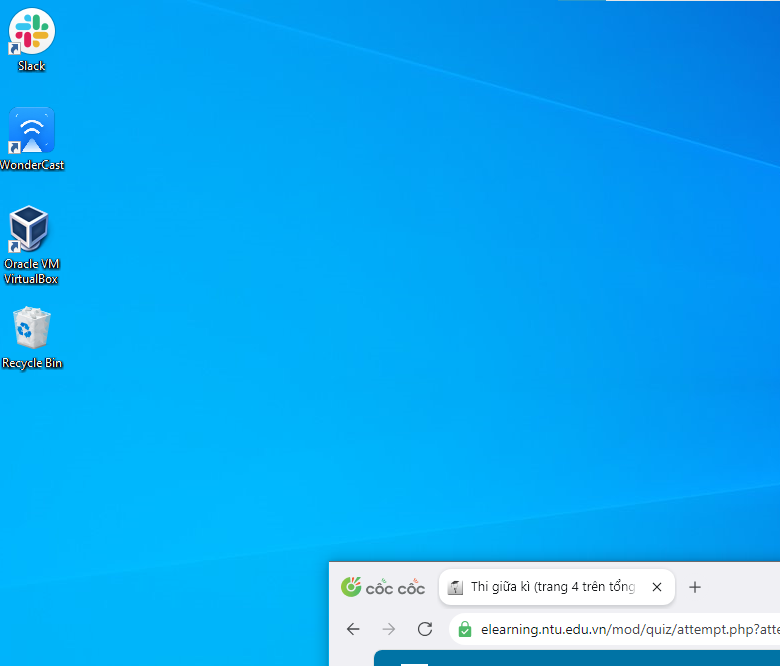 Slack
WonderCast
Oracle VM
VirtualBox
Recycle Bin
cốc cốc
Thi giữa kì (trang 4 trên tổng
elearning.ntu.edu.vn/mod/quiz/attempt.php?atte